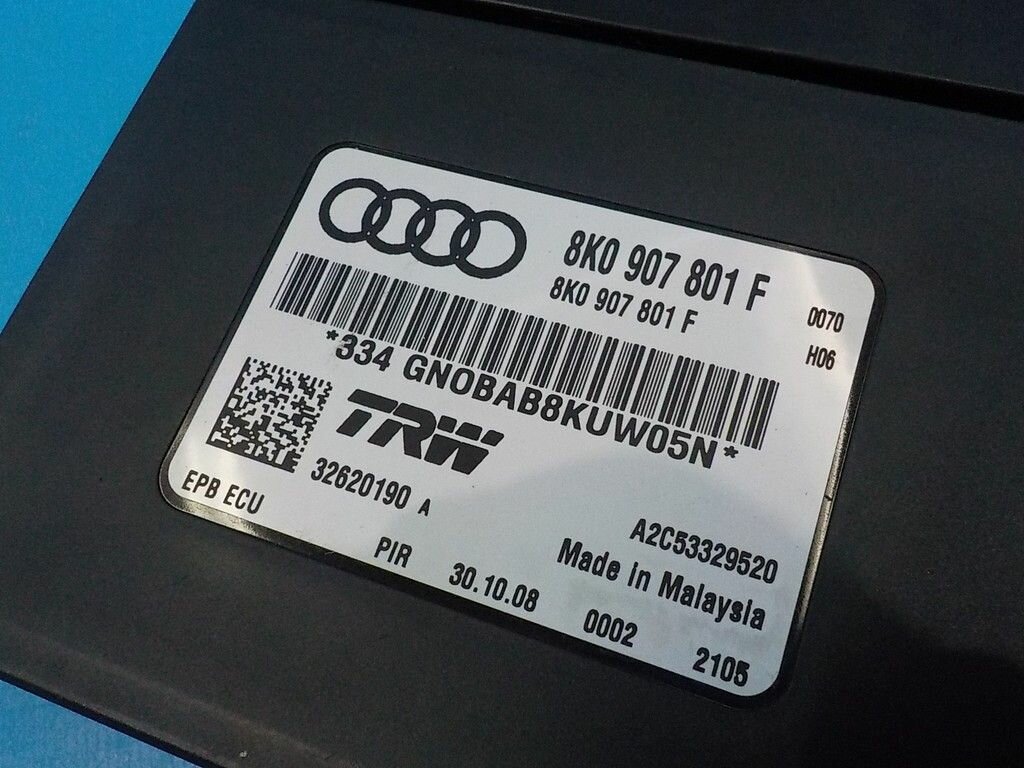 8K0 907 801 F
8K0 907 801 F
0070
H06
*334 GN0BAB8KUW05N*
TRW
32620190 A
EPB ECU
A2C53329520
Made in Malaysia
PIR 30.10.08 0002 2105